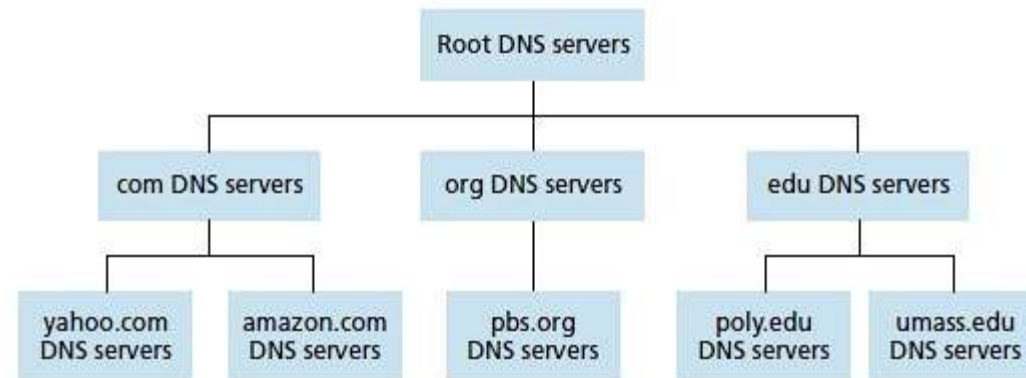 Root DNS servers
com DNS servers
org DNS servers
edu DNS servers
yahoo.com
DNS servers
amazon.com
DNS servers
pbs.org
DNS servers
poly.edu
DNS servers
umass.edu
DNS servers